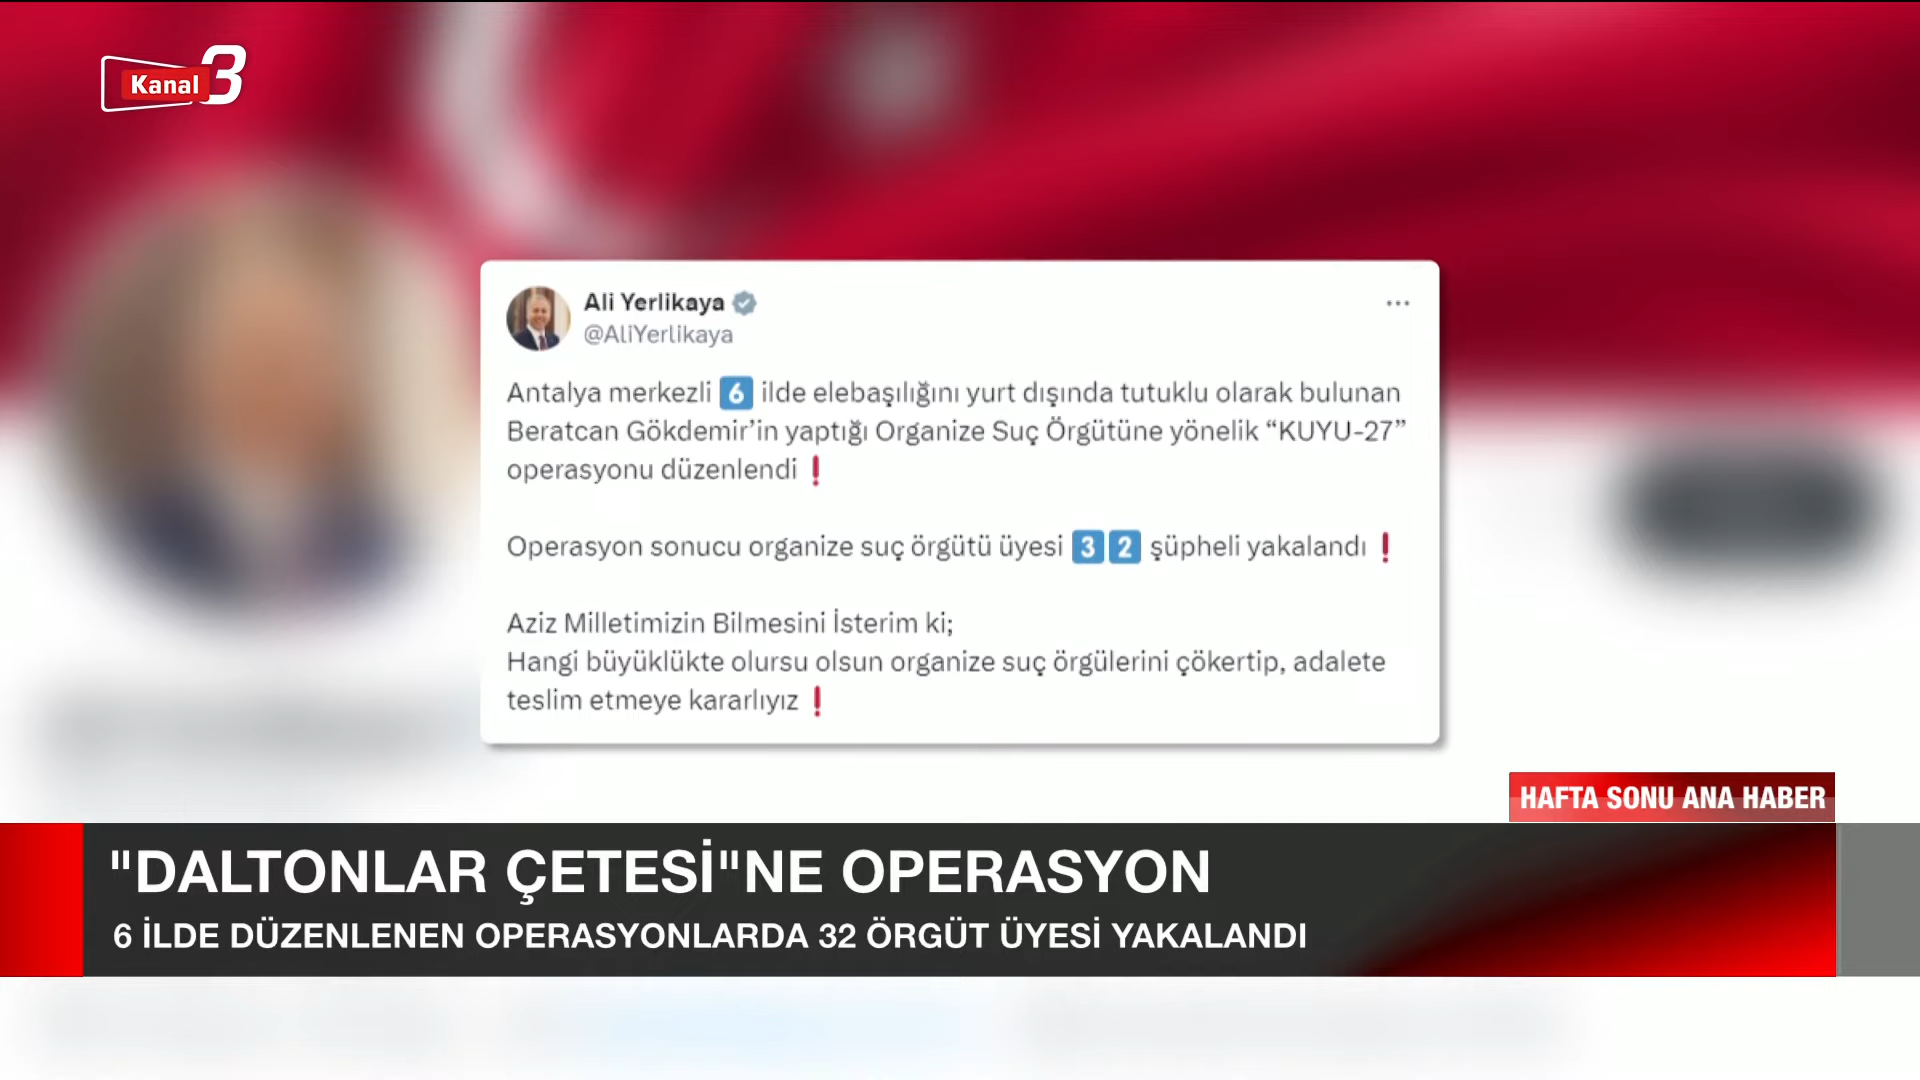 Kanal 3
Ali Yerlikaya
@AliYerlikaya
Antalya merkezli 6 ilde elebaşılığını yurt dışında tutuklu olarak bulunan
Beratcan Gökdemir’in yaptığı Organize Suç Örgütüne yönelik “KUYU-27”
operasyonu düzenlendi❗
Operasyon sonucu organize suç örgütü üyesi 32 şüpheli yakalandı❗
Aziz Milletimizin Bilmesini İsterim ki;
Hangi büyüklükte olursu olsun organize suç örgülerini çökertip, adalete
teslim etmeye kararlıyız❗
HAFTA SONU ANA HABER
"DALTONLAR ÇETESİ"NE OPERASYON
6 İLDE DÜZENLENEN OPERASYONLARDA 32 ÖRGÜT ÜYESİ YAKALANDI